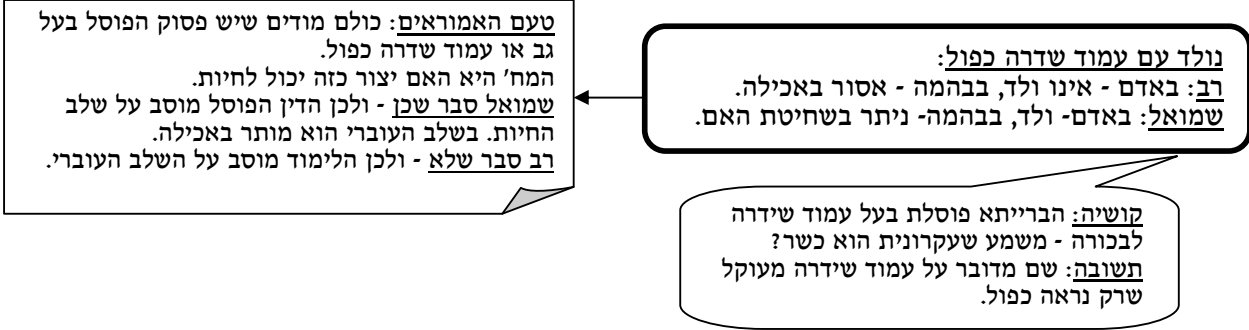 נולד עם עמוד שדרה כפול:
רב: באדם - אינו ולד, בבהמה - אסור באכילה.
שמואל: באדם- ולד, בבהמה- ניתר בשחיטת האם.
טעם האמוראים: כולם מודים שיש פסוק הפוסל בעל
גב או עמוד שדרה כפול.
המח' היא האם יצור כזה יכול לחיות.
שמואל סבר שכן - ולכן הדין הפוסל מוסב על שלב
החיות. בשלב העוברי הוא מותר באכילה.
רב סבר שלא - ולכן הלימוד מוסב על השלב העוברי.
קושיה: הברייתא פוסלת בעל עמוד שידרה
לבכורה - משמע שעקרונית הוא כשר?
תשובה: שם מדובר על עמוד שידרה מעוקל
שרק נראה כפול.